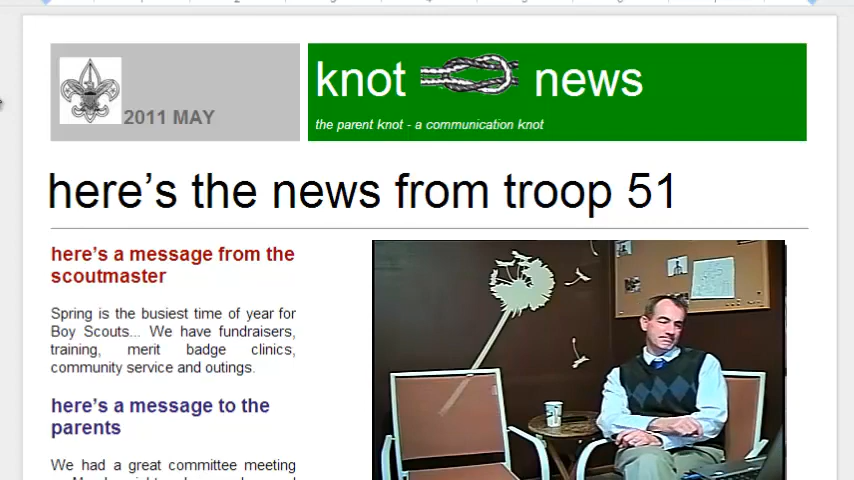 2011 MAY
knot news
the parent knot - a communication knot
here's the news from troop 51
here's a message from the
scoutmaster
Spring is the busiest time of year for
Boy Scouts... We have fundraisers,
training, merit badge clinics,
community service and outings.
here's a message to the
parents
We had a great committee meeting